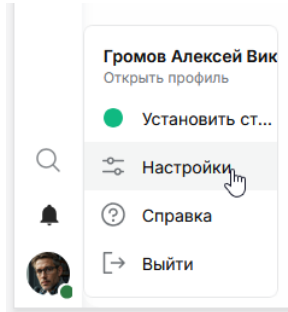 Громов Алексей Вик
Открыть профиль
Установить ст...
Настройки
Справка
Выйти